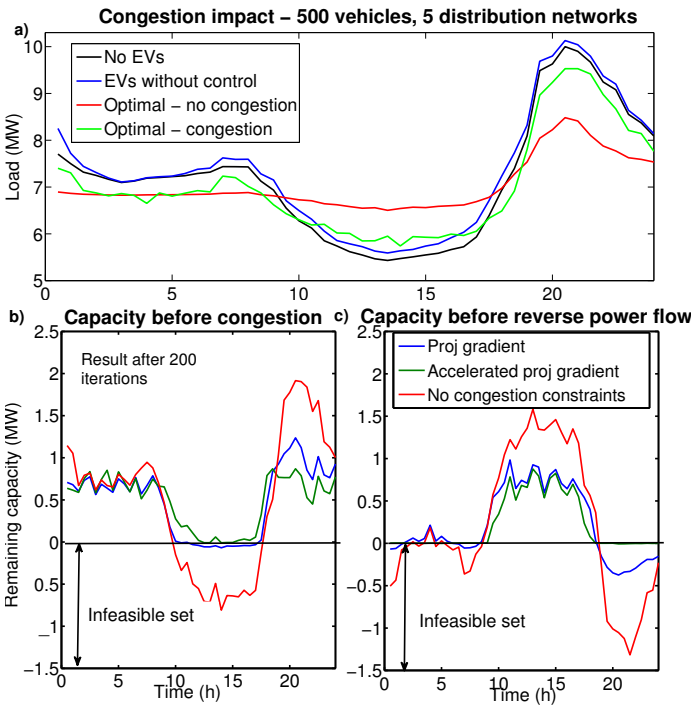 Congestion impact – 500 vehicles, 5 distribution networks
a)
No EVs
EVs without control
Optimal – no congestion
Optimal – congestion
Load (MW)
10
9
8
7
6
5
0 5 10 15 20
b) Capacity before congestion
c) Capacity before reverse power flow
Result after 200
iterations
Remaining capacity (MW)
2.5
2
1.5
1
0.5
0
0.5
_1
-1.5
Infeasible set
0 5 10 15 20
Time (h)
Proj gradient
Accelerated proj gradient
No congestion constraints
2.5
2
1.5
1
0.5
0
-0.5
-1
-1.5
Infeasible set
0 5 10 15 20
Time (h)